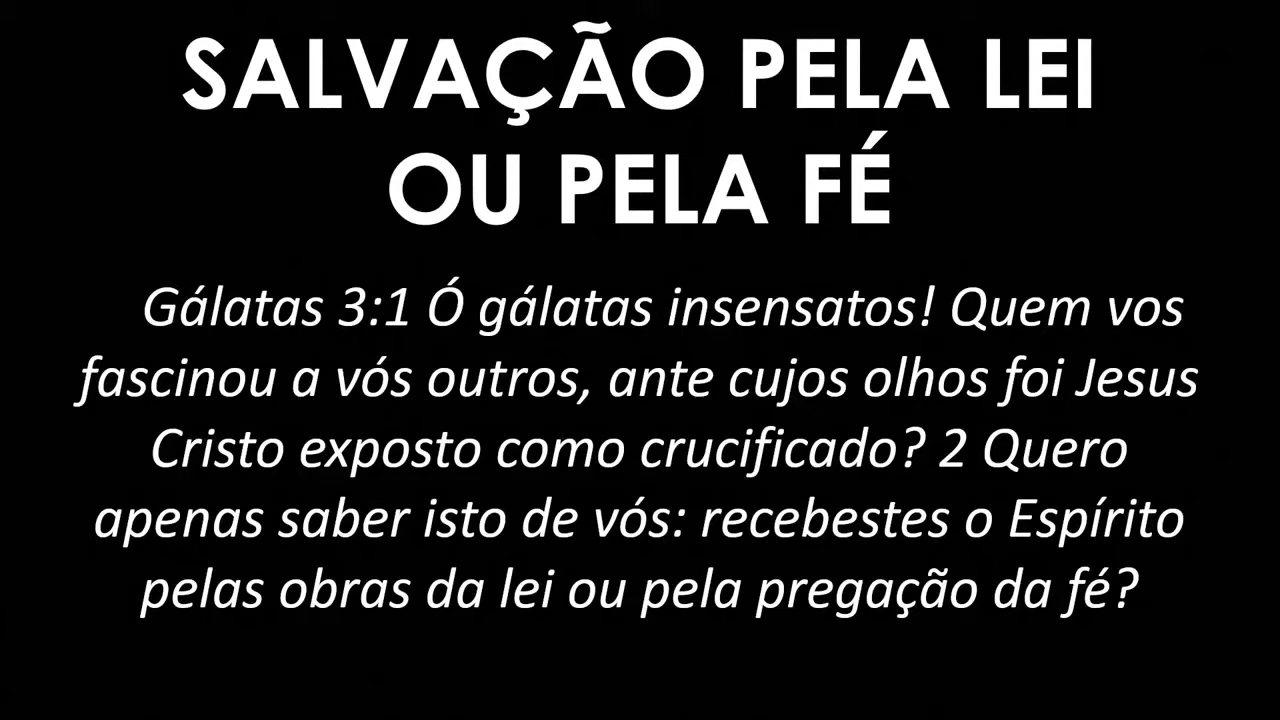 SALVAÇÃO PELA LEI
OU PELA FÉ
Gálatas 3:1 Ó gálatas insensatos! Quem vos
fascinou a vós outros, ante cujos olhos foi Jesus
Cristo exposto como crucificado? 2 Quero
apenas saber isto de vós: recebestes o Espírito
pelas obras da lei ou pela pregação da fé?